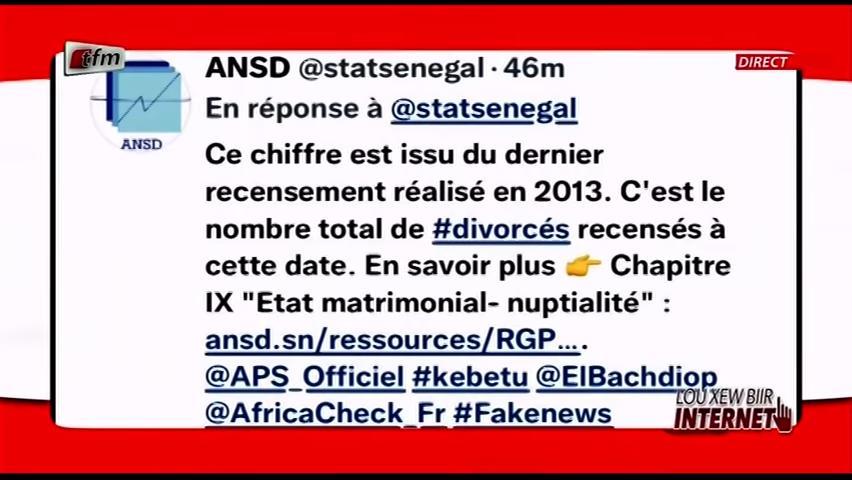 tfm
DIRECT
ANSD @statsenegal · 46m
En réponse à @statsenegal
ANSD
Ce chiffre est issu du dernier
recensement réalisé en 2013. C'est le
nombre total de #divorcés recensés à
cette date. En savoir plus 👉 Chapitre
IX "Etat matrimonial- nuptialité" :
ansd.sn/ressources/RGP....
@APS_Officiel #kebetu @ElBachdiop
@AfricaCheck_Fr #Fakenews
LOU XEW BIIR
INTERNET